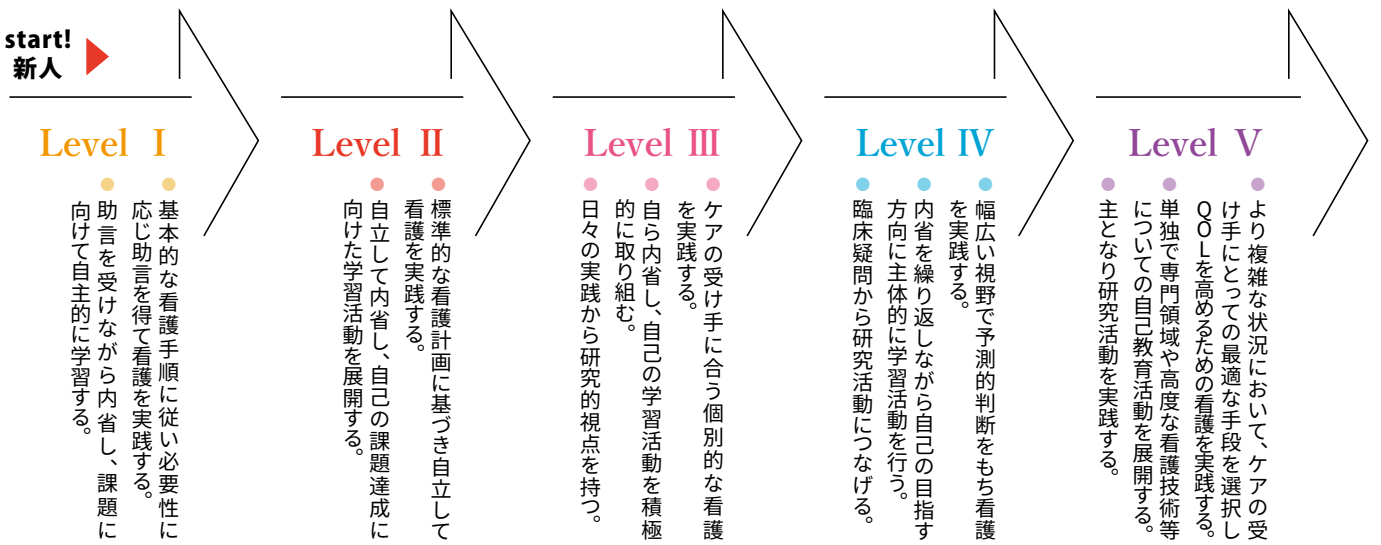 start!
新人
Level Ⅰ
基本的な看護手順に従い必要性に
応じ助言を得て看護を実践する。
助言を受けながら内省し、課題に
向けて自主的に学習する。
Level Ⅱ
標準的な看護計画に基づき自立して
看護を実践する。
自立して内省し、自己の課題達成に
向けた学習活動を展開する。
Level Ⅲ
ケアの受け手に合う個別的な看護
を実践する。
自ら内省し、自己の学習活動を積極
的に取り組む。
日々の実践から研究的視点を持つ。
Level Ⅳ
幅広い視野で予測的判断をもち看護
を実践する。
内省を繰り返しながら自己の目指す
方向に主体的に学習活動を行う。
臨床疑問から研究活動につなげる。
Level Ⅴ
より複雑な状況において、ケアの受
け手にとっての最適な手段を選択し
QOLを高めるための看護を実践する。
単独で専門領域や高度な看護技術等
についての自己教育活動を展開する。
主となり研究活動を実践する。